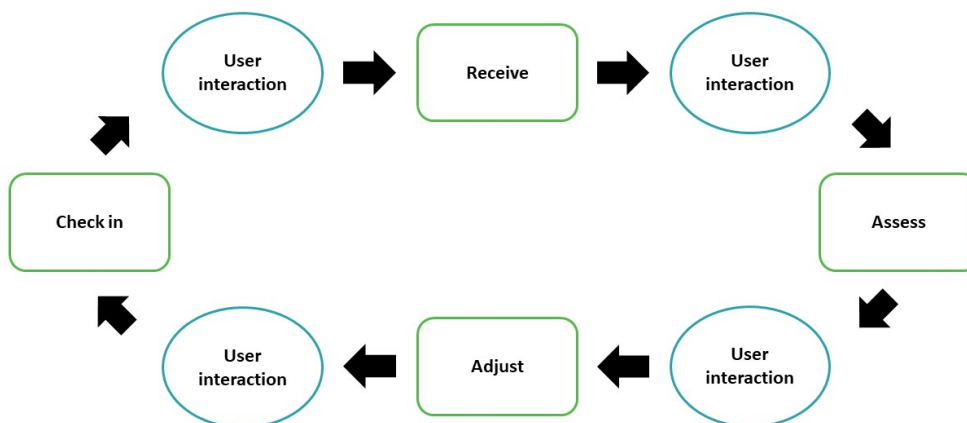 User
interaction
Receive
User
interaction
Check in
Assess
User
interaction
Adjust
User
interaction